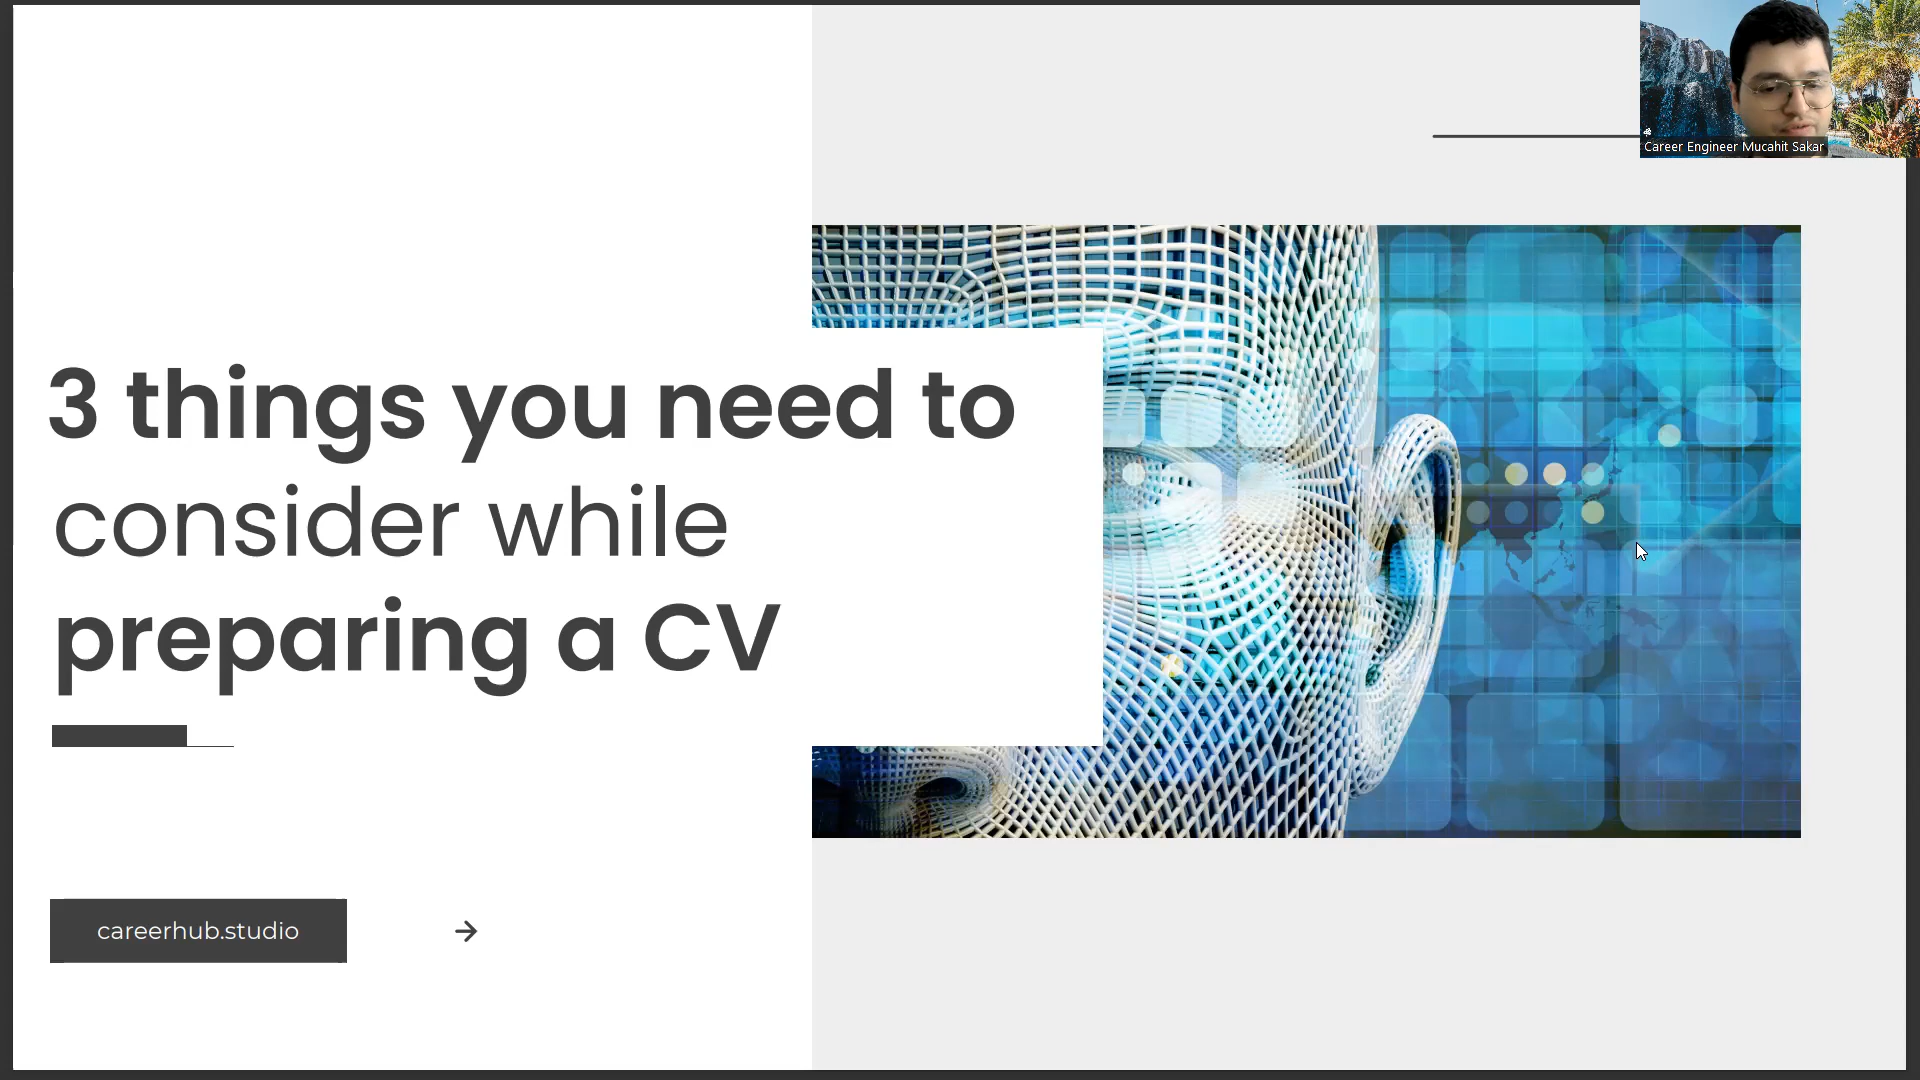 3 things you need to
consider while
preparing a CV
careerhub.studio
Career Engineer Mucahit Sakar